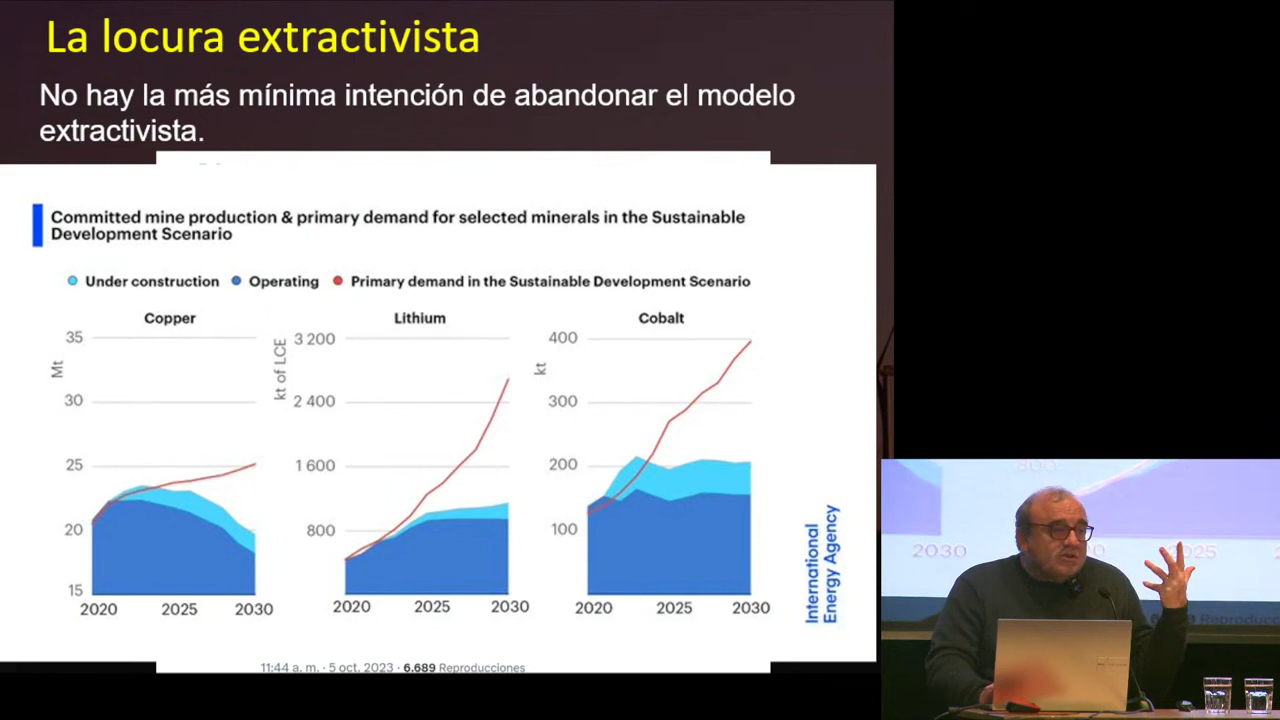 La locura extractivista
No hay la más mínima intención de abandonar el modelo
extractivista.
Committed mine production & primary demand for selected minerals in the Sustainable
Development Scenario
Under construction Operating Primary demand in the Sustainable Development Scenario
Copper Lithium Cobalt
35
30
25
20
15
Mt
2020 2025 2030
3 200
2 400
1 600
800
kt of LCE
2020 2025 2030
400
300
200
100
kt
2020 2025 2030
International
Energy Agency
11:44 a. m. · 5 oct. 2023 · 6.689 Reproducciones
800
2030
2025
Reproducc